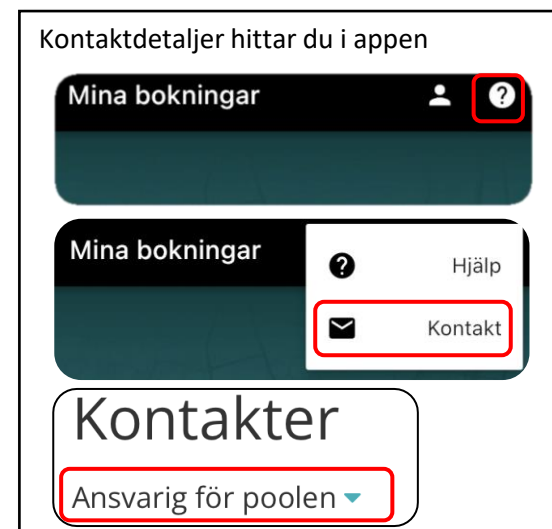 Kontaktdetaljer hittar du i appen
Mina bokningar
Mina bokningar
Hjälp
Kontakt
Kontakter
Ansvarig för poolen